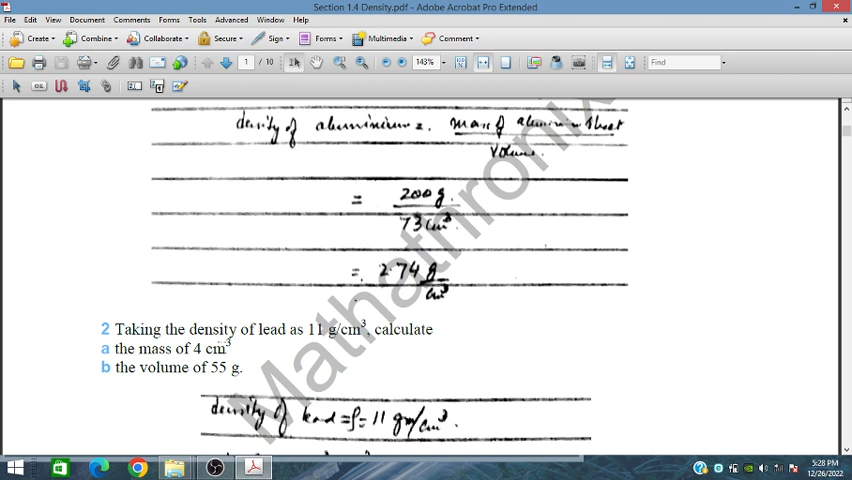 Section 1.4 Density.pdf - Adobe Acrobat Pro Extended
File Edit View Document Comments Forms Tools Advanced Window Help
Create Combine Collaborate Secure Sign Forms Multimedia Comment
1 / 10 143% Find
density of aluminium = mass of aluminium sheet
volume.
= 200 g
73 cm³
= 2.74 g
cm³
2 Taking the density of lead as 11 g/cm³, calculate
a the mass of 4 cm³
b the volume of 55 g.
density of lead = ρ = 11 gm/cm³.
Mathathronix
5:28 PM
12/26/2022